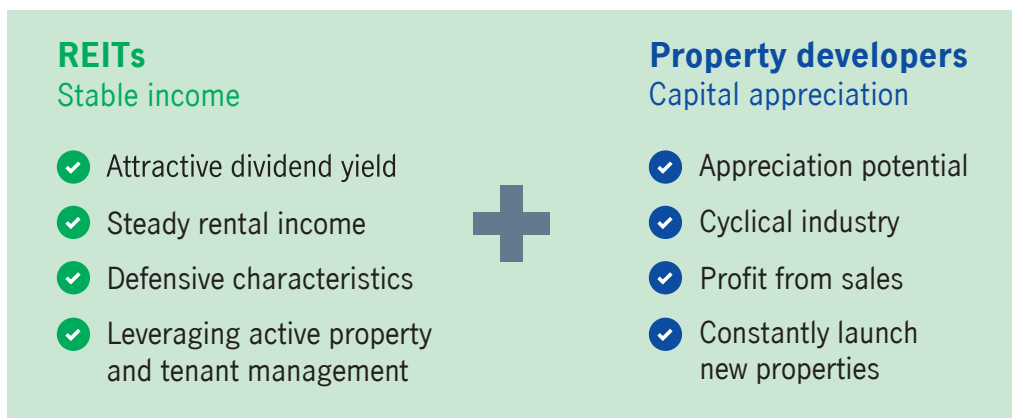 REITs
Stable income
Attractive dividend yield
Steady rental income
Defensive characteristics
Leveraging active property
and tenant management
Property developers
Capital appreciation
Appreciation potential
Cyclical industry
Profit from sales
Constantly launch
new properties